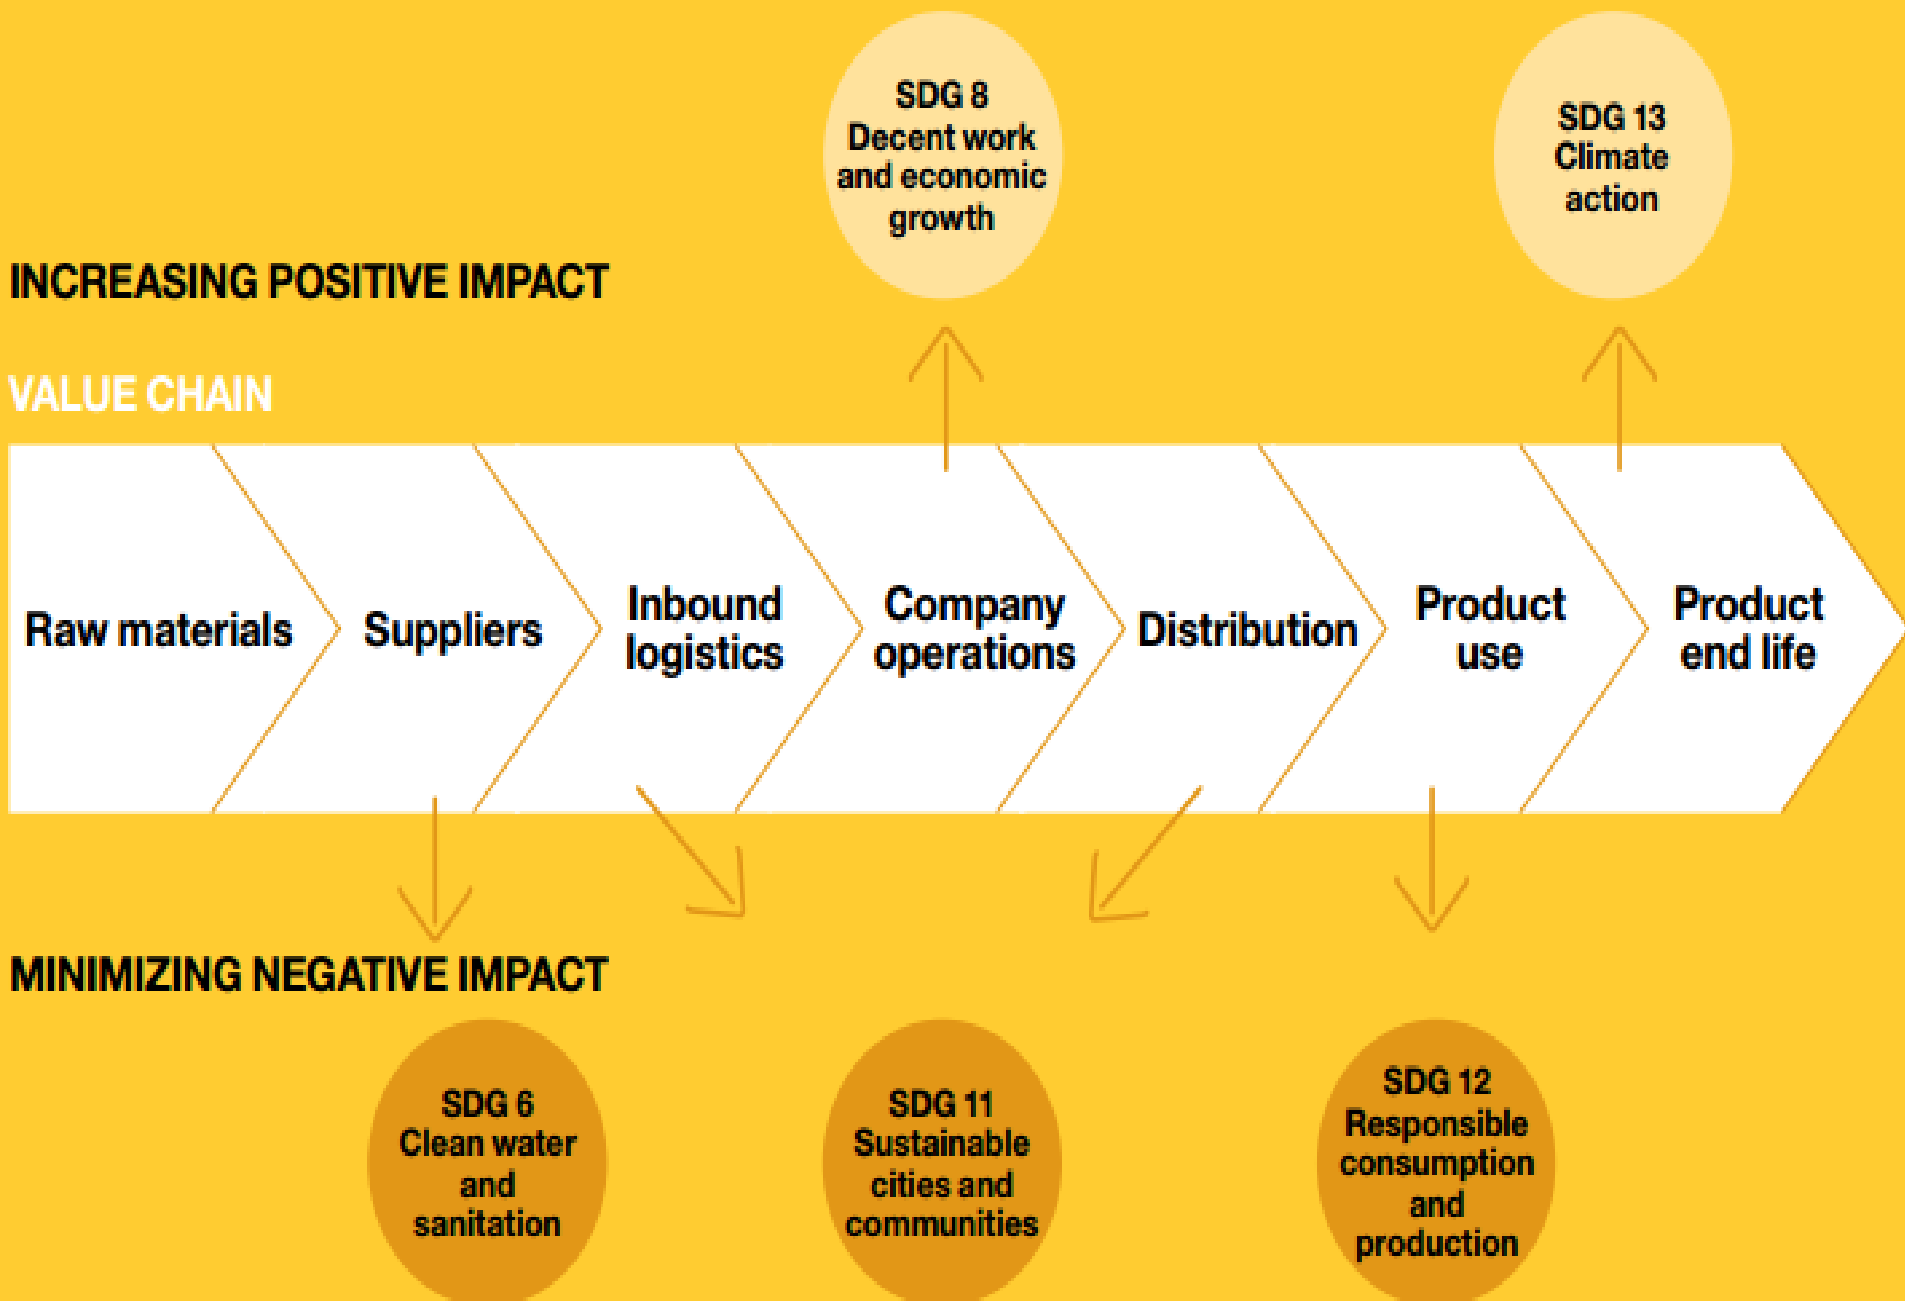 SDG 8
Decent work
and economic
growth
SDG 13
Climate
action
INCREASING POSITIVE IMPACT
VALUE CHAIN
Raw materials
Suppliers
Inbound
logistics
Company
operations
Distribution
Product
use
Product
end life
MINIMIZING NEGATIVE IMPACT
SDG 6
Clean water
and
sanitation
SDG 11
Sustainable
cities and
communities
SDG 12
Responsible
consumption
and
production